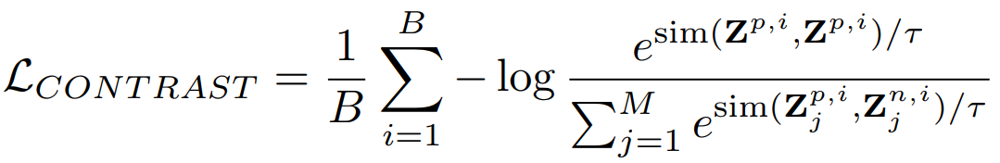 $\mathcal{L}_{CONTRAST} = \frac{1}{B} \sum_{i=1}^{B} - \log \frac{e^{\text{sim}(\mathbf{Z}^{p,i}, \mathbf{Z}^{p,i})/\tau}}{\sum_{j=1}^{M} e^{\text{sim}(\mathbf{Z}_j^{p,i}, \mathbf{Z}_j^{n,i})/\tau}}$